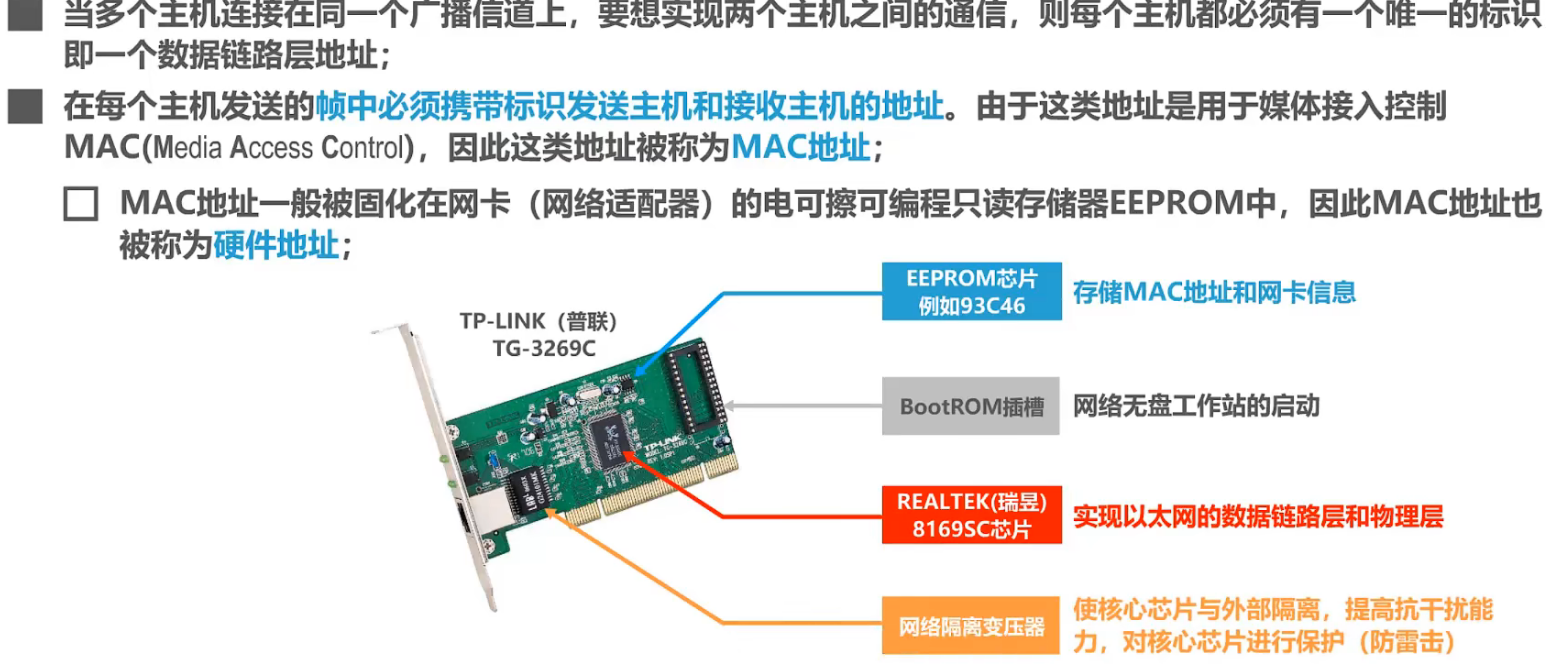 当多个主机连接在同一个广播信道上，要想实现两个主机之间的通信，则每个主机都必须有一个唯一的标识
即一个数据链路层地址；
在每个主机发送的帧中必须携带标识发送主机和接收主机的地址。由于这类地址是用于媒体接入控制
MAC(Media Access Control)，因此这类地址被称为MAC地址；
MAC地址一般被固化在网卡（网络适配器）的电可擦可编程只读存储器EEPROM中，因此MAC地址也
被称为硬件地址；
TP-LINK（普联）
TG-3269C
EEPROM芯片
例如93C46
存储MAC地址和网卡信息
BootROM插槽
网络无盘工作站的启动
TP-LINK
REALTEK(瑞昱)
8169SC芯片
实现以太网的数据链路层和物理层
网络隔离变压器
使核心芯片与外部隔离，提高抗干扰能
力，对核心芯片进行保护（防雷击）